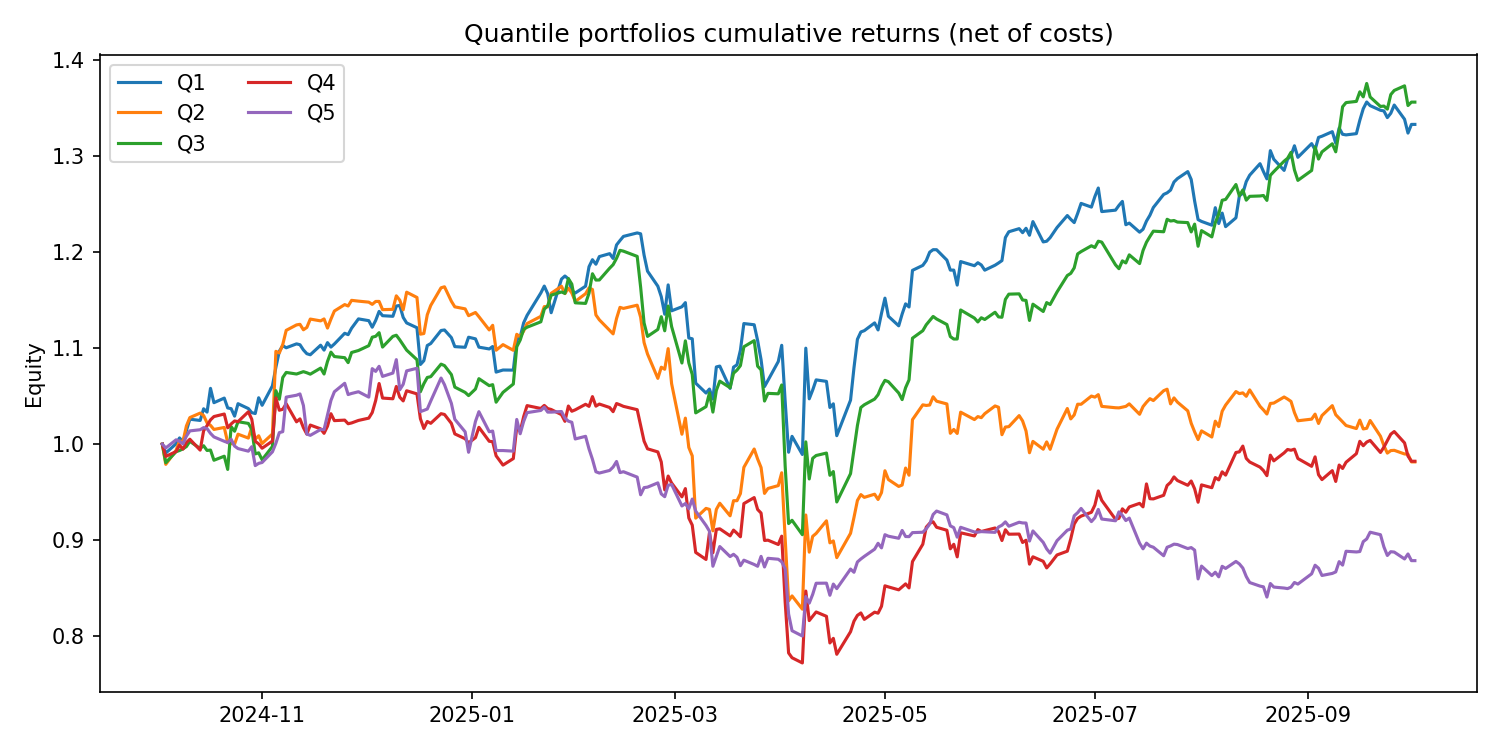 Quantile portfolios cumulative returns (net of costs)
Equity
1.4
1.3
1.2
1.1
1.0
0.9
0.8
Q1
Q2
Q3
Q4
Q5
2024-11
2025-01
2025-03
2025-05
2025-07
2025-09